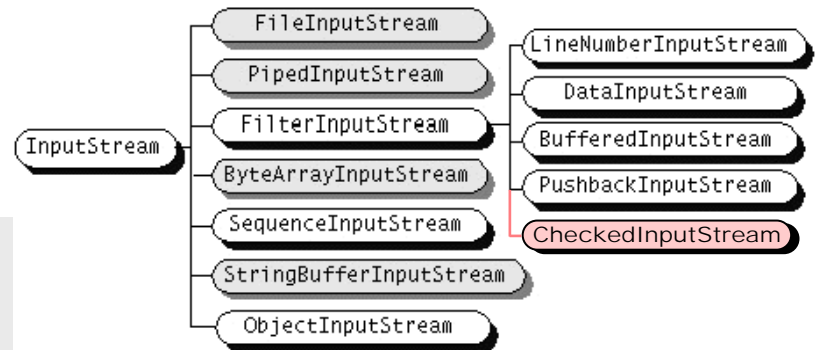 InputStream
FileInputStream
PipedInputStream
FilterInputStream
ByteArrayInputStream
SequenceInputStream
StringBufferInputStream
ObjectInputStream
LineNumberInputStream
DataInputStream
BufferedInputStream
PushbackInputStream
CheckedInputStream